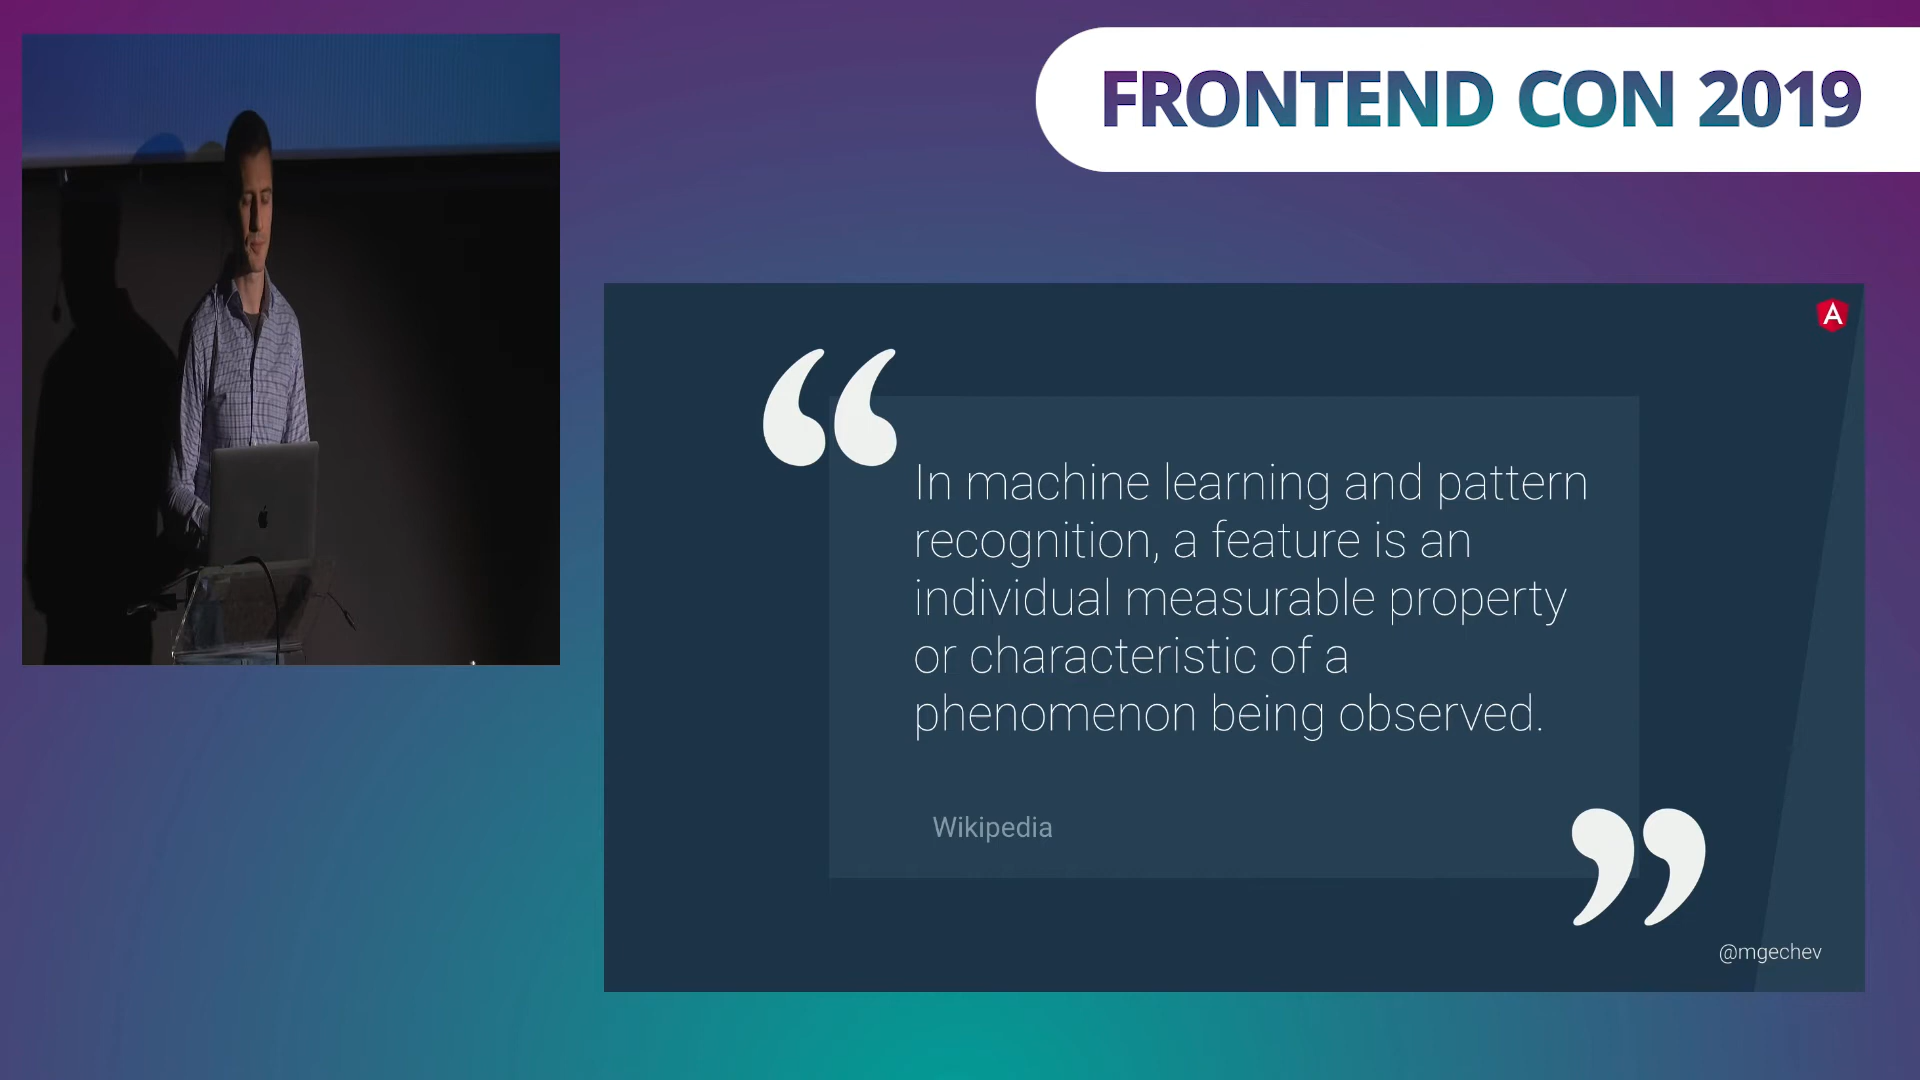 FRONTEND CON 2019
In machine learning and pattern
recognition, a feature is an
individual measurable property
or characteristic of a
phenomenon being observed.
Wikipedia
@mgechev